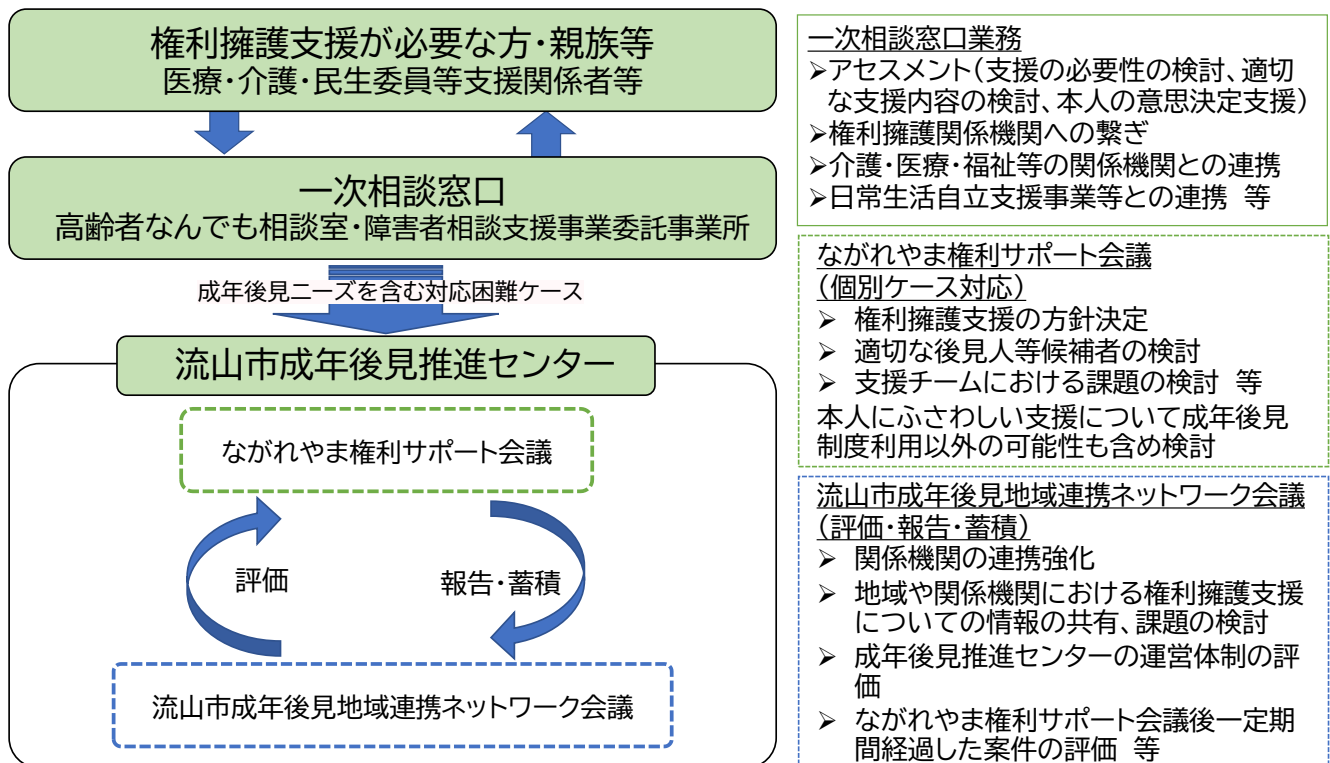 権利擁護支援が必要な方・親族等
医療・介護・民生委員等支援関係者等
一次相談窓口
高齢者なんでも相談室・障害者相談支援事業委託事業所
成年後見ニーズを含む対応困難ケース
流山市成年後見推進センター
ながれやま権利サポート会議
評価
報告・蓄積
流山市成年後見地域連携ネットワーク会議
一次相談窓口業務
➤アセスメント（支援の必要性の検討、適切
な支援内容の検討、本人の意思決定支援）
➤権利擁護関係機関への繋ぎ
➤介護・医療・福祉等の関係機関との連携
➤日常生活自立支援事業等との連携　等
ながれやま権利サポート会議
（個別ケース対応）
➤ 権利擁護支援の方針決定
➤ 適切な後見人等候補者の検討
➤ 支援チームにおける課題の検討　等
本人にふさわしい支援について成年後見
制度利用以外の可能性も含め検討
流山市成年後見地域連携ネットワーク会議
（評価・報告・蓄積）
➤ 関係機関の連携強化
➤ 地域や関係機関における権利擁護支援
についての情報の共有、課題の検討
➤ 成年後見推進センターの運営体制の評
価
➤ ながれやま権利サポート会議後一定期
間経過した案件の評価　等